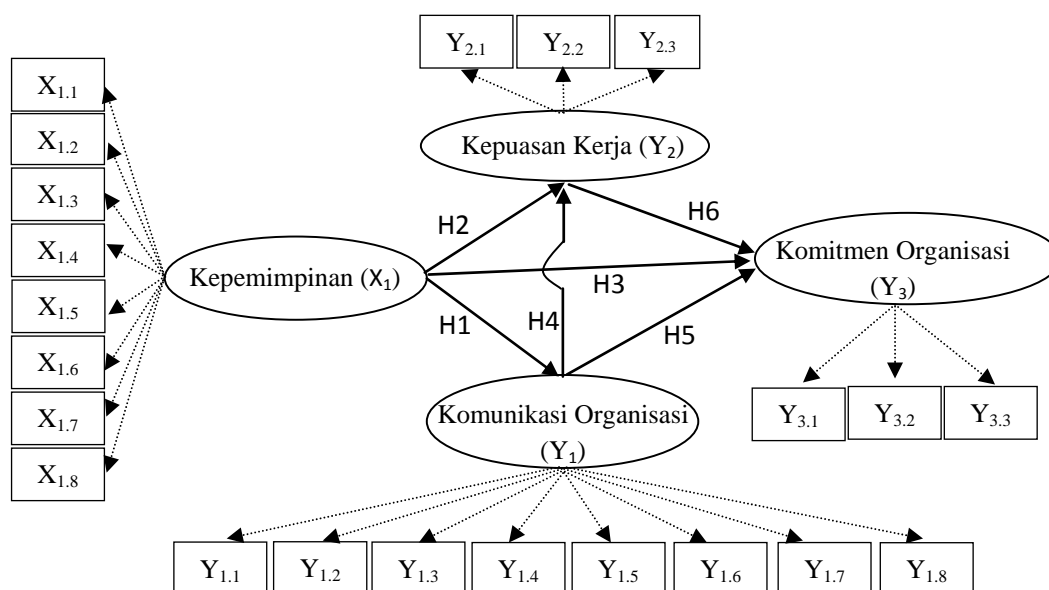 Y2.1
Y2.2
Y2.3
X1.1
X1.2
X1.3
X1.4
X1.5
X1.6
X1.7
X1.8
Kepuasan Kerja (Y2)
Kepemimpinan (X1)
Komitmen Organisasi
(Y3)
Komunikasi Organisasi
(Y1)
H2
H6
H3
H1
H4
H5
Y3.1
Y3.2
Y3.3
Y1.1
Y1.2
Y1.3
Y1.4
Y1.5
Y1.6
Y1.7
Y1.8